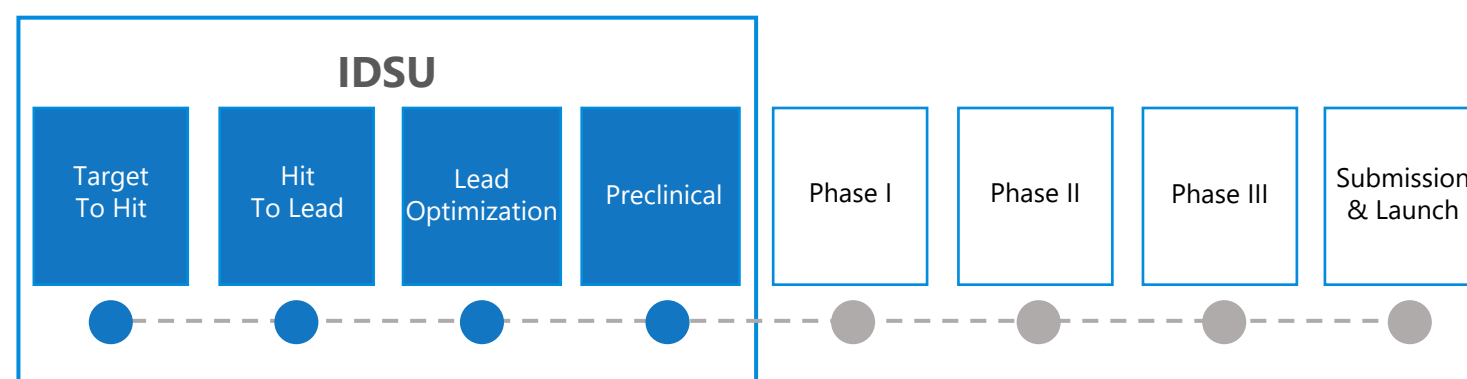 IDSU
Target
To Hit
Hit
To Lead
Lead
Optimization
Preclinical
Phase I
Phase II
Phase III
Submission
& Launch